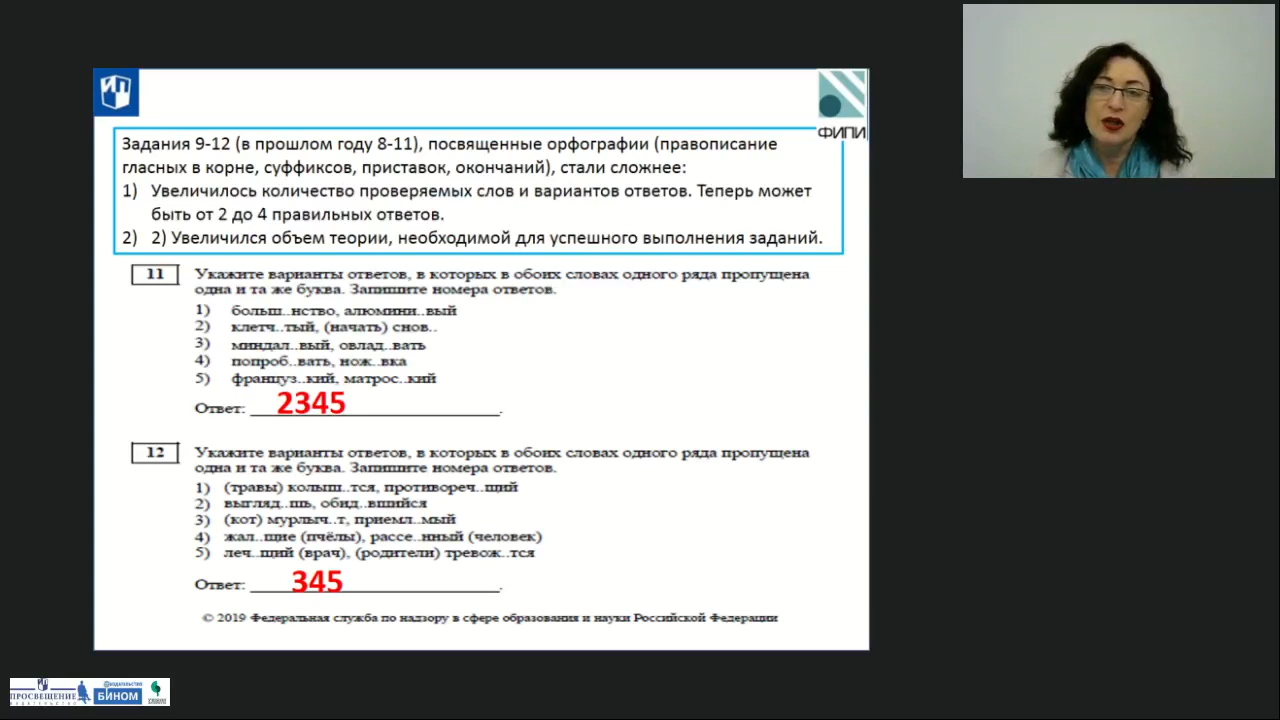 ФИПИ
Задания 9-12 (в прошлом году 8-11), посвященные орфографии (правописание
гласных в корне, суффиксов, приставок, окончаний), стали сложнее:
1) Увеличилось количество проверяемых слов и вариантов ответов. Теперь может
быть от 2 до 4 правильных ответов.
2) 2) Увеличился объем теории, необходимой для успешного выполнения заданий.
11 Укажите варианты ответов, в которых в обоих словах одного ряда пропущена
одна и та же буква. Запишите номера ответов.
1) больш..нство, алюмини..вый
2) клетч..тый, (начать) снов..
3) миндал..вый, овлад..вать
4) попроб..вать, нож..вка
5) француз..кий, матрос..кий
Ответ: 2345.
12 Укажите варианты ответов, в которых в обоих словах одного ряда пропущена
одна и та же буква. Запишите номера ответов.
1) (травы) колыш..тся, противореч..щий
2) выгляд..шь, обид..вшийся
3) (кот) мурлыч..т, приемл..мый
4) жал..щие (пчёлы), рассе..нный (человек)
5) леч..щий (врач), (родители) тревож..тся
Ответ: 345.
© 2019 Федеральная служба по надзору в сфере образования и науки Российской Федерации
ПРОСВЕЩЕНИЕ
ИЗДАТЕЛЬСТВО
БИНОМ